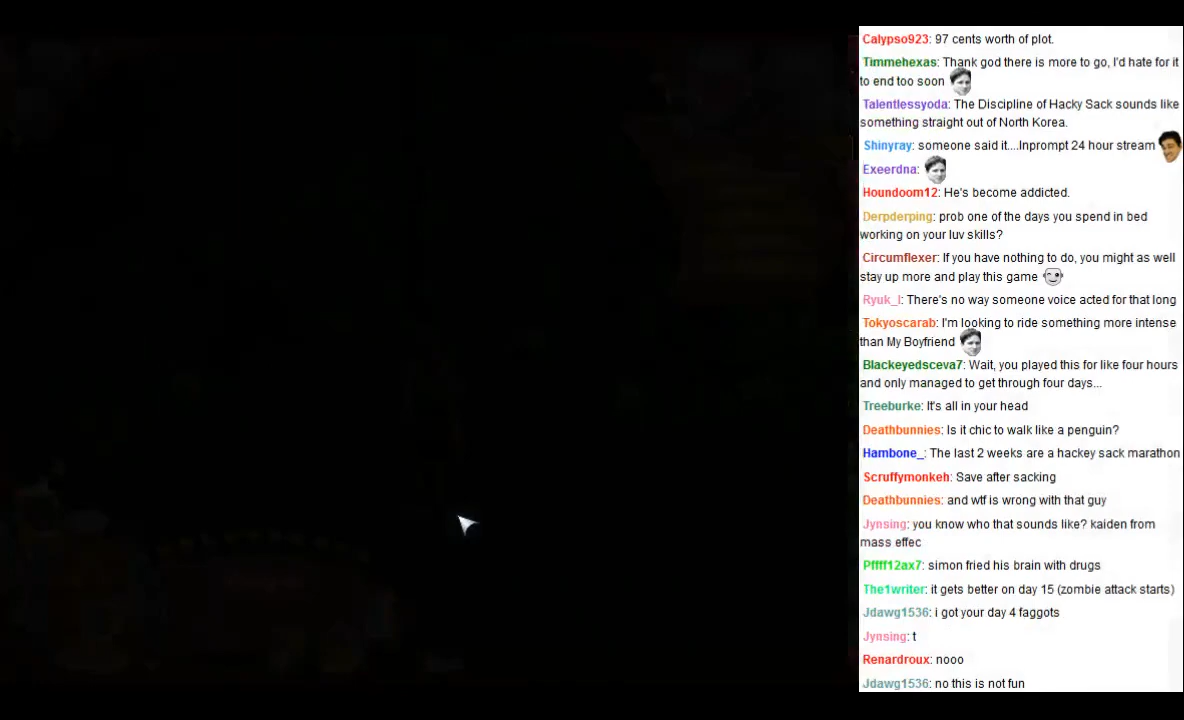 Calypso923: 97 cents worth of plot.
Timmehexas: Thank god there is more to go, I'd hate for it
to end too soon
Talentlessyoda: The Discipline of Hacky Sack sounds like
something straight out of North Korea.
Shinyray: someone said it....Inprompt 24 hour stream
Exeerdna:
Houndoom12: He's become addicted.
Derpderping: prob one of the days you spend in bed
working on your luv skills?
Circumflexer: If you have nothing to do, you might as well
stay up more and play this game
Ryuk_l: There's no way someone voice acted for that long
Tokyoscarab: I'm looking to ride something more intense
than My Boyfriend
Blackeyedsceva7: Wait, you played this for like four hours
and only managed to get through four days...
Treeburke: It's all in your head
Deathbunnies: Is it chic to walk like a penguin?
Hambone_: The last 2 weeks are a hackey sack marathon
Scruffymonkeh: Save after sacking
Deathbunnies: and wtf is wrong with that guy
Jynsing: you know who that sounds like? kaiden from
mass effec
Pffff12ax7: simon fried his brain with drugs
The1writer: it gets better on day 15 (zombie attack starts)
Jdawg1536: i got your day 4 faggots
Jynsing: t
Renardroux: nooo
Jdawg1536: no this is not fun